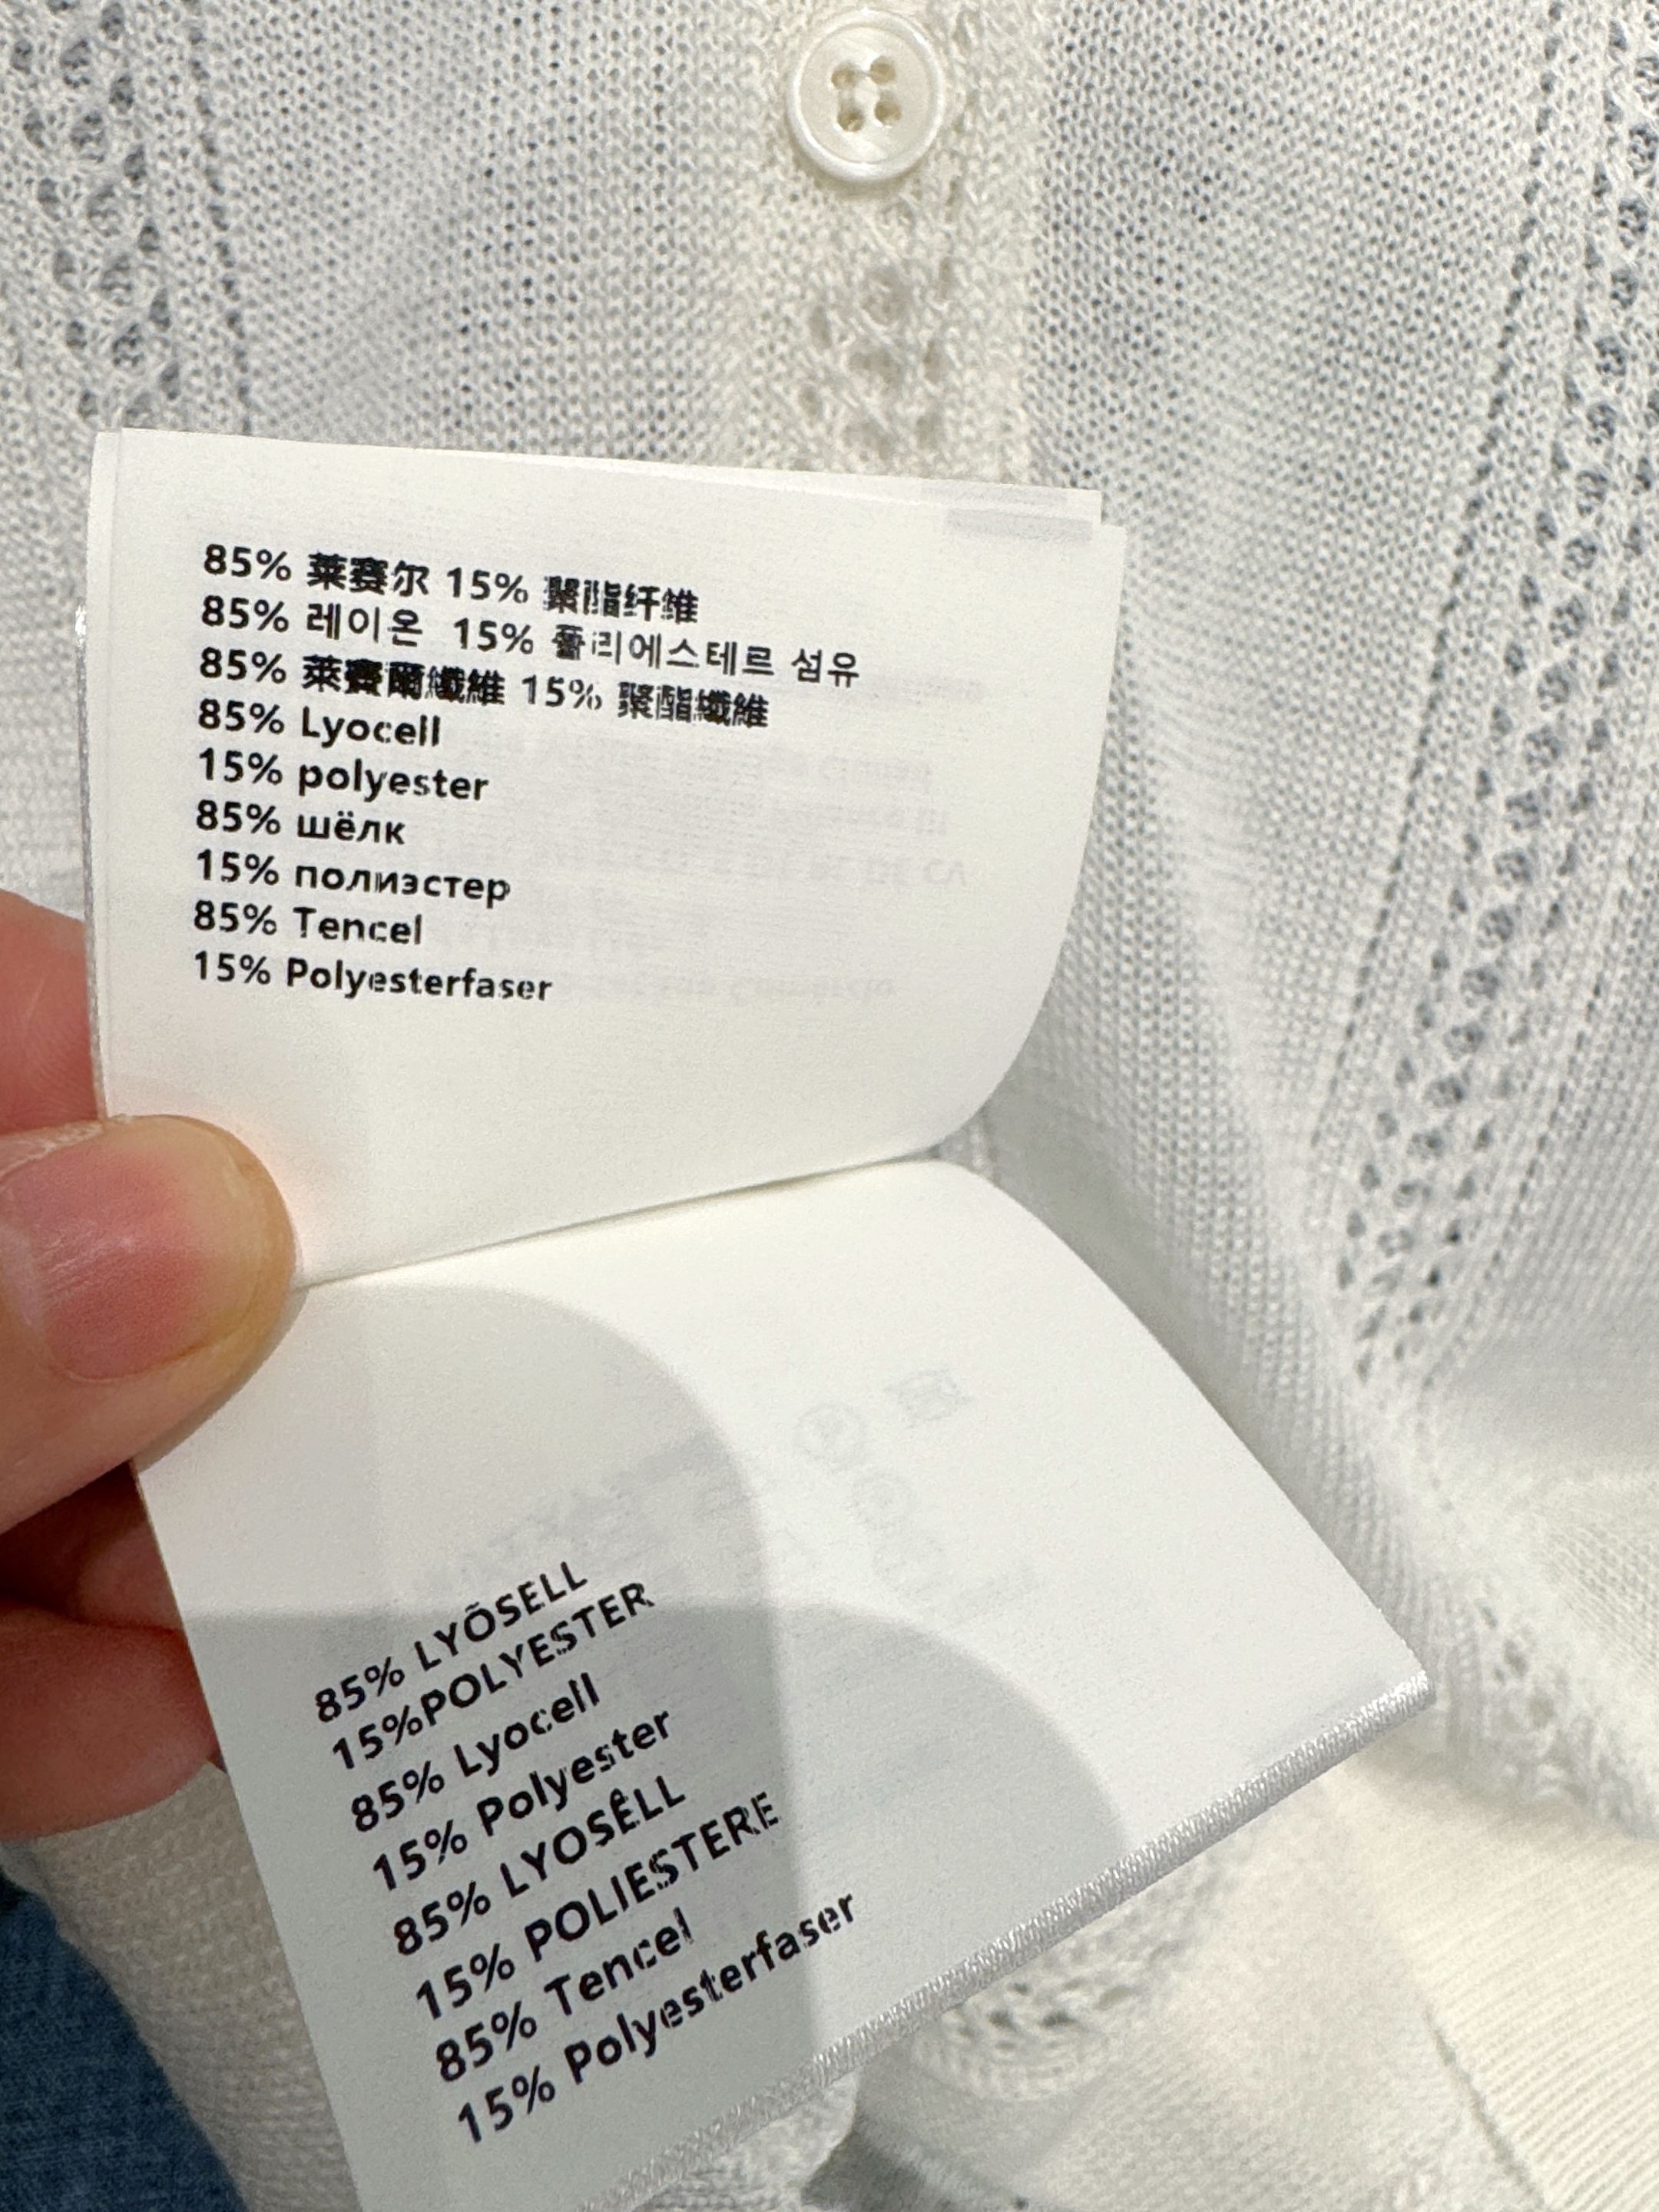 85% 莱赛尔 15% 聚酯纤维
85% 레이온 15% 폴리에스테르 섬유
85% 萊賽爾纖維 15% 聚酯纖維
85% Lyocell
15% polyester
85% шёлк
15% полиэстер
85% Tencel
15% Polyesterfaser
85% LYÕSELL
15%POLYESTER
85% Lyocell
15% Polyester
85% LYOSÊLL
15% POLIESTERE
85% Tencel
15% Polyesterfaser